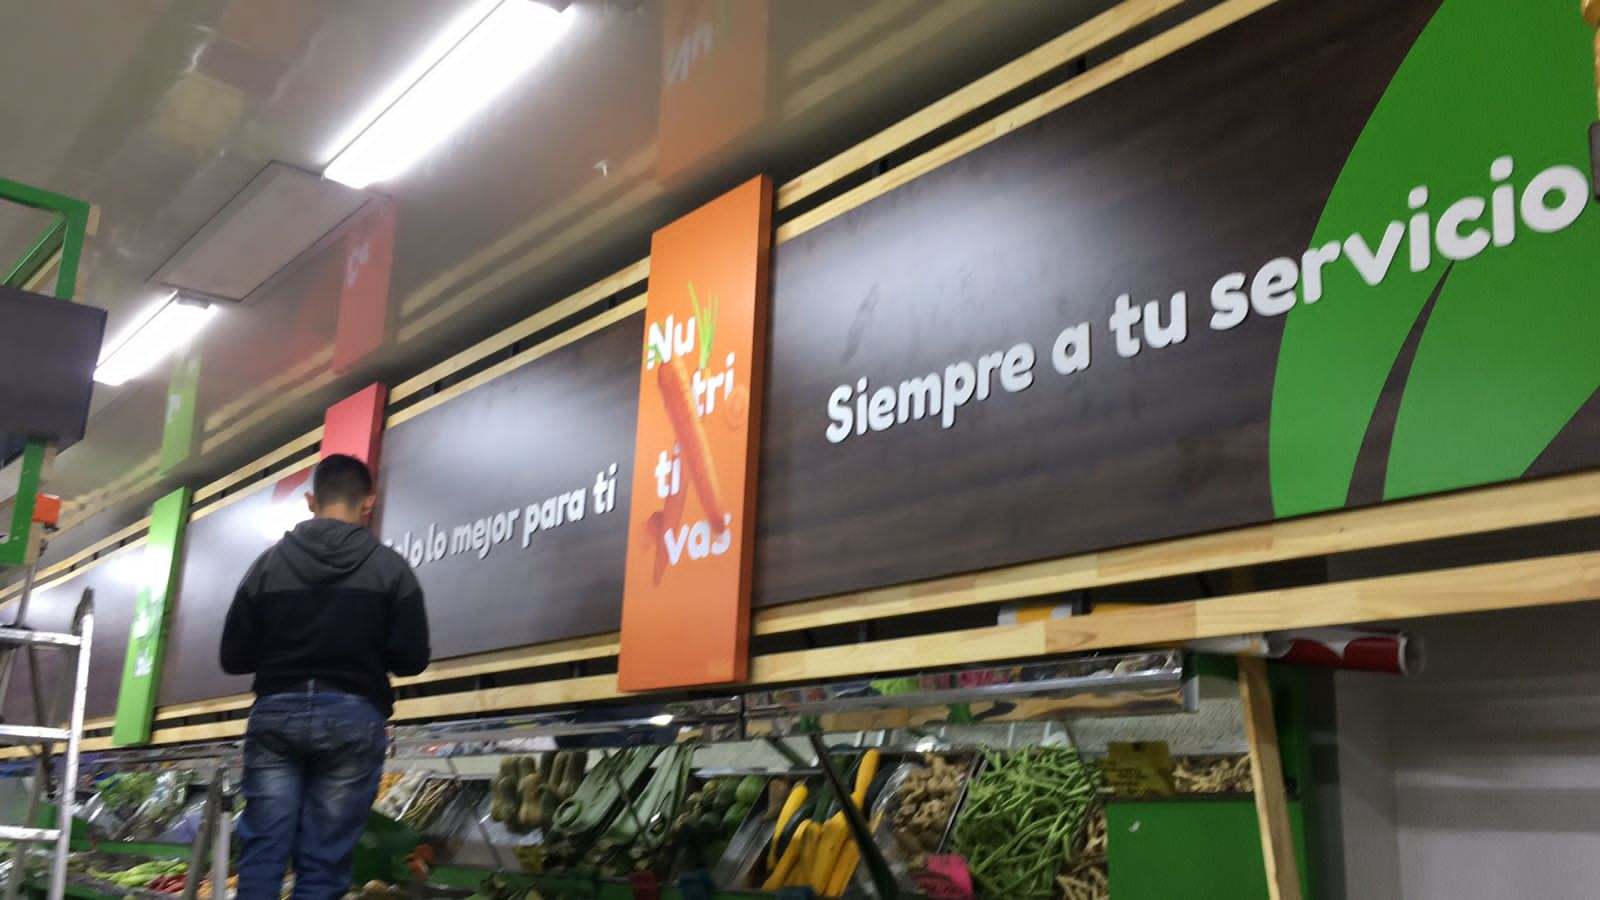 lo mejor para ti
Nu
tri
ti
vas
Siempre a tu servicio